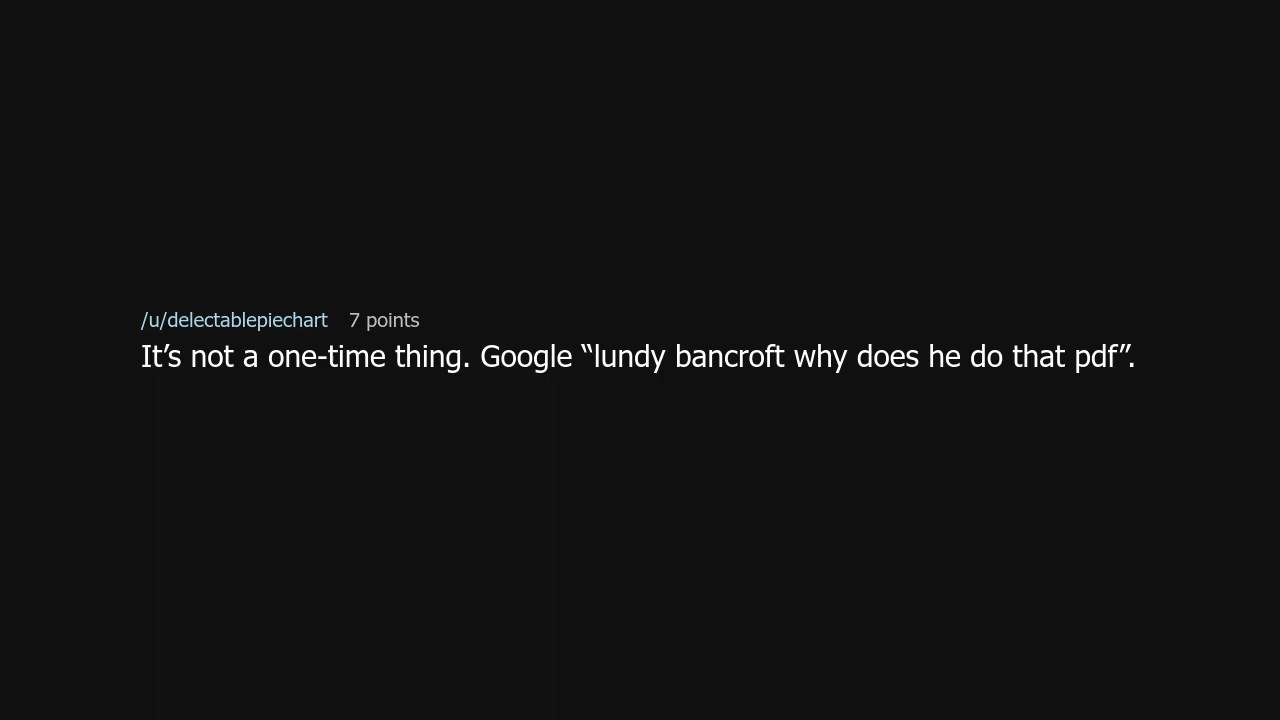 /u/delectablepiechart 7 points
It’s not a one-time thing. Google “lundy bancroft why does he do that pdf”.